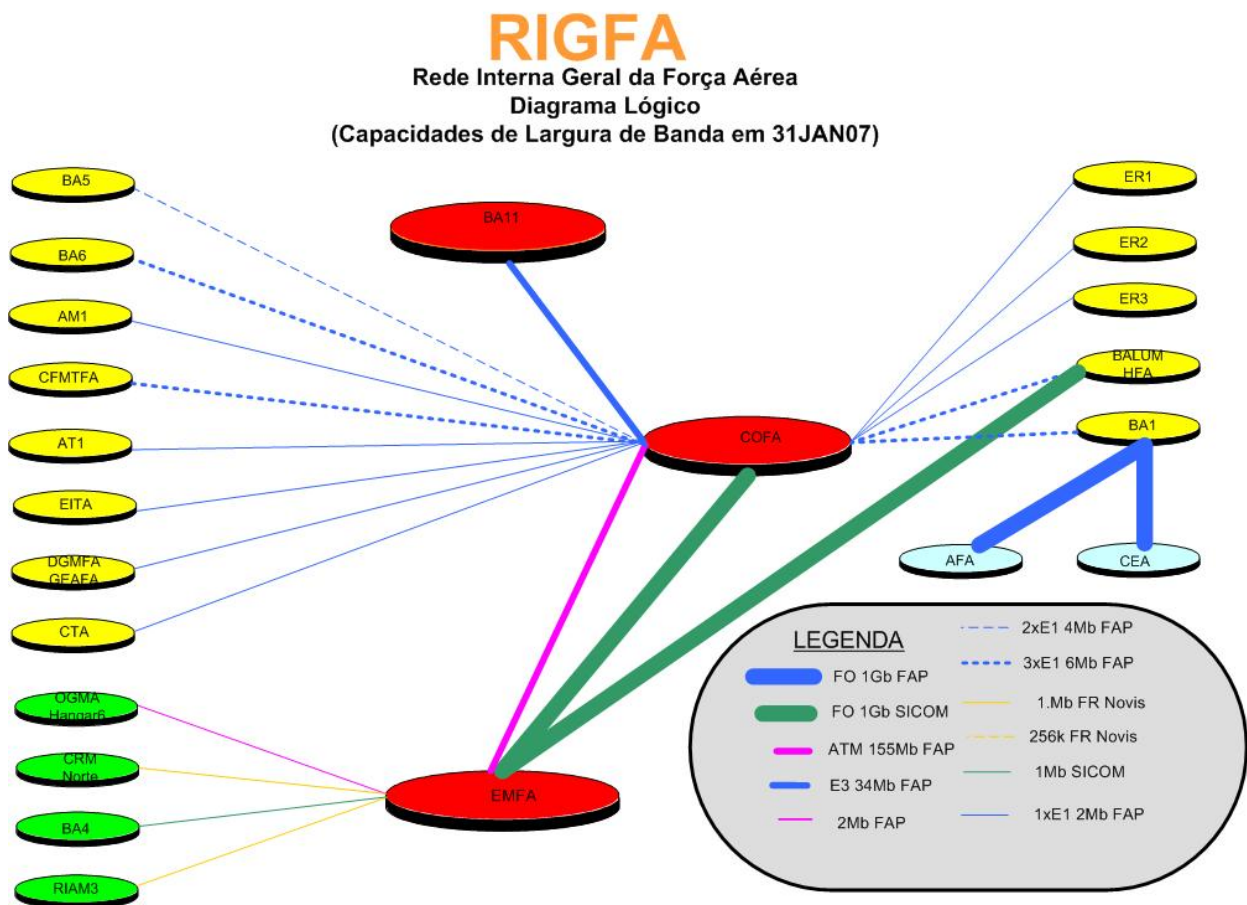 RIGFA
Rede Interna Geral da Força Aérea
Diagrama Lógico
(Capacidades de Largura de Banda em 31JAN07)
BA5
BA6
AM1
CFMTFA
AT1
EITA
DGMFA
GEAFA
CTA
OGMA
Hangar6
CRM
Norte
BA4
RIAM3
BA11
COFA
EMFA
ER1
ER2
ER3
BALUM
HFA
BA1
AFA
CEA
LEGENDA
FO 1Gb FAP
FO 1Gb SICOM
ATM 155Mb FAP
E3 34Mb FAP
2Mb FAP
2xE1 4Mb FAP
3xE1 6Mb FAP
1.Mb FR Novis
256k FR Novis
1Mb SICOM
1xE1 2Mb FAP